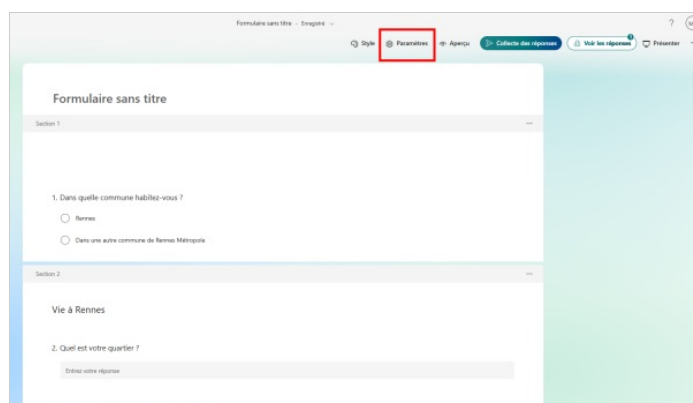 Formulaire sans titre - Enregistré
?
Style Paramètres Aperçu Collecte des réponses Voir les réponses Présenter
Formulaire sans titre
Section 1
1. Dans quelle commune habitez-vous ?
Rennes
Dans une autre commune de Rennes Métropole
Section 2
Vie à Rennes
2. Quel est votre quartier ?
Entrez votre réponse